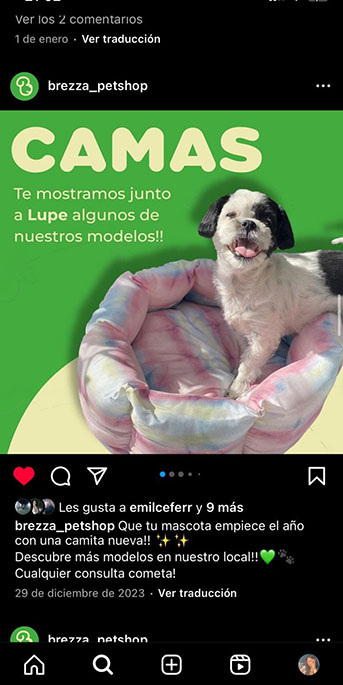 Ver los 2 comentarios
1 de enero · Ver traducción
brezza_petshop
CAMAS
Te mostramos junto
a Lupe algunos de
nuestros modelos!!
Les gusta a emilceferr y 9 más
brezza_petshop Que tu mascota empiece el año
con una camita nueva!! ✨✨
Descubre más modelos en nuestro local!!💚🐾
Cualquier consulta cometa!
29 de diciembre de 2023 · Ver traducción
brezza_petshop